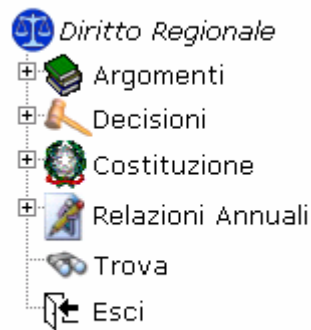 Diritto Regionale
Argomenti
Decisioni
Costituzione
Relazioni Annuali
Trova
Esci